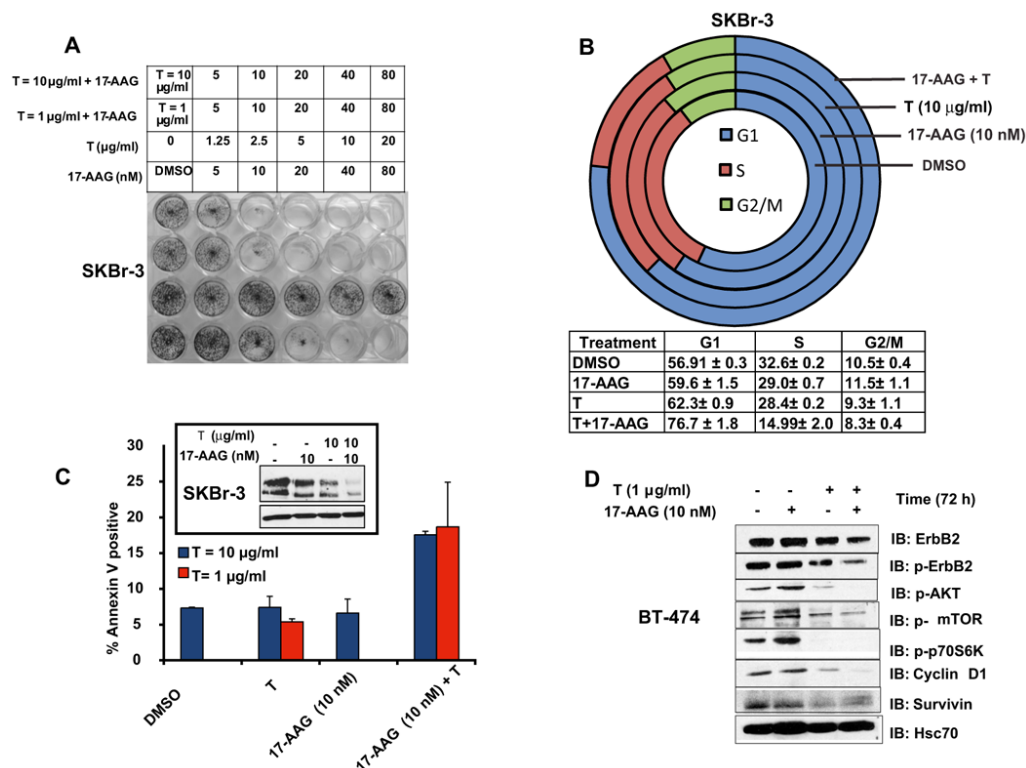 A
T = 10 µg/ml + 17-AAG T = 10 µg/ml 5 10 20 40 80
T = 1 µg/ml + 17-AAG T = 1 µg/ml 5 10 20 40 80
T (µg/ml) 0 1.25 2.5 5 10 20
17-AAG (nM) DMSO 5 10 20 40 80
SKBr-3
B
SKBr-3
17-AAG + T
T (10 µg/ml)
17-AAG (10 nM)
DMSO
G1
S
G2/M
Treatment G1 S G2/M
DMSO 56.91 ± 0.3 32.6± 0.2 10.5± 0.4
17-AAG 59.6 ± 1.5 29.0± 0.7 11.5± 1.1
T 62.3± 0.9 28.4± 0.2 9.3± 1.1
T+17-AAG 76.7 ± 1.8 14.99± 2.0 8.3± 0.4
C
% Annexin V positive
30
25
20
15
10
5
0
T (µg/ml) - - 10 10
17-AAG (nM) - 10 - 10
SKBr-3
T = 10 µg/ml
T= 1 µg/ml
DMSO
T
17-AAG (10 nM)
17-AAG (10 nM) + T
D
T (1 µg/ml) - - + + Time (72 h)
17-AAG (10 nM) - + - +
BT-474
IB: ErbB2
IB: p-ErbB2
IB: p-AKT
IB: p- mTOR
IB: p-p70S6K
IB: Cyclin D1
IB: Survivin
IB: Hsc70